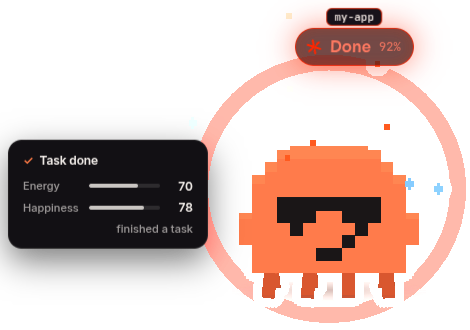 my-app
Done 92%
Task done
Energy 70
Happiness 78
finished a task